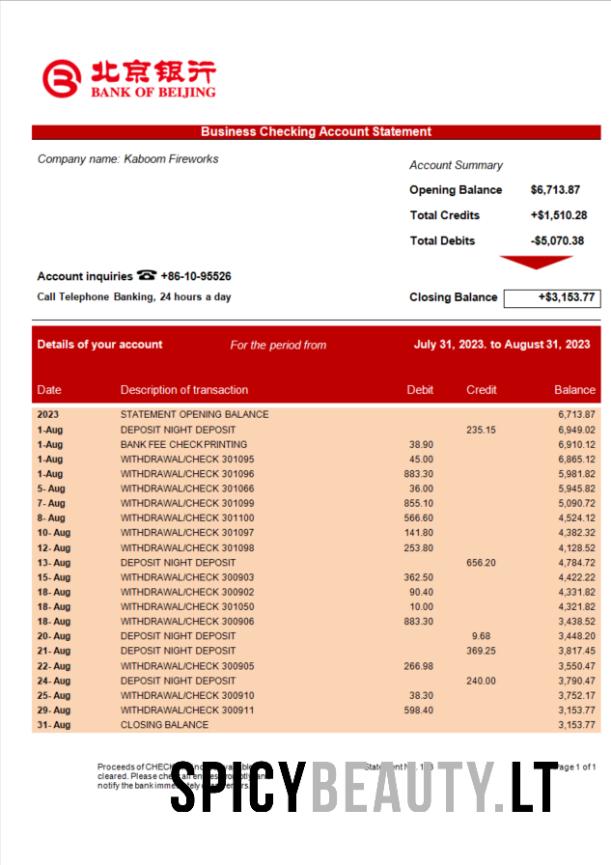 北京银行
BANK OF BEIJING
Business Checking Account Statement
Company name: Kaboom Fireworks
Account Summary
Opening Balance $6,713.87
Total Credits +$1,510.28
Total Debits -$5,070.38
Account inquiries ☎ +86-10-95526
Call Telephone Banking, 24 hours a day
Closing Balance +$3,153.77
Details of your account For the period from July 31, 2023. to August 31, 2023
Date Description of transaction Debit Credit Balance
2023 STATEMENT OPENING BALANCE 6,713.87
1-Aug DEPOSIT NIGHT DEPOSIT 235.15 6,949.02
1-Aug BANK FEE CHECK PRINTING 38.90 6,910.12
1-Aug WITHDRAWAL/CHECK 301095 45.00 6,865.12
1-Aug WITHDRAWAL/CHECK 301096 883.30 5,981.82
5- Aug WITHDRAWAL/CHECK 301066 36.00 5,945.82
7- Aug WITHDRAWAL/CHECK 301099 855.10 5,090.72
8- Aug WITHDRAWAL/CHECK 301100 566.60 4,524.12
10- Aug WITHDRAWAL/CHECK 301097 141.80 4,382.32
12- Aug WITHDRAWAL/CHECK 301098 253.80 4,128.52
13- Aug DEPOSIT NIGHT DEPOSIT 656.20 4,784.72
15- Aug WITHDRAWAL/CHECK 300903 362.50 4,422.22
18- Aug WITHDRAWAL/CHECK 300902 90.40 4,331.82
18- Aug WITHDRAWAL/CHECK 301050 10.00 4,321.82
18- Aug WITHDRAWAL/CHECK 300906 883.30 3,438.52
20- Aug DEPOSIT NIGHT DEPOSIT 9.68 3,448.20
21- Aug DEPOSIT NIGHT DEPOSIT 369.25 3,817.45
22- Aug WITHDRAWAL/CHECK 300905 266.98 3,550.47
24- Aug DEPOSIT NIGHT DEPOSIT 240.00 3,790.47
25- Aug WITHDRAWAL/CHECK 300910 38.30 3,752.17
29- Aug WITHDRAWAL/CHECK 300911 598.40 3,153.77
31- Aug CLOSING BALANCE 3,153.77
Proceeds of Statement Page 1 of 1
cleared. Please
notify the bank
SPICYBEAUTY.LT